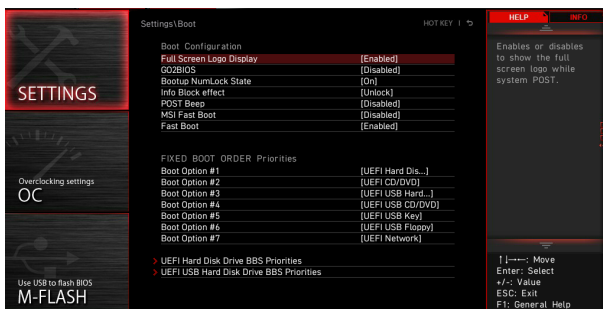 Settings\Boot
HOT KEY | ⮌
HELP
INFO
SETTINGS
Overclocking settings
OC
Use USB to flash BIOS
M-FLASH
Boot Configuration
Full Screen Logo Display [Enabled]
GO2BIOS [Disabled]
Bootup NumLock State [On]
Info Block effect [Unlock]
POST Beep [Disabled]
MSI Fast Boot [Disabled]
Fast Boot [Enabled]
FIXED BOOT ORDER Priorities
Boot Option #1 [UEFI Hard Dis...]
Boot Option #2 [UEFI CD/DVD]
Boot Option #3 [UEFI USB Hard...]
Boot Option #4 [UEFI USB CD/DVD]
Boot Option #5 [UEFI USB Key]
Boot Option #6 [UEFI USB Floppy]
Boot Option #7 [UEFI Network]
> UEFI Hard Disk Drive BBS Priorities
> UEFI USB Hard Disk Drive BBS Priorities
Enables or disables
to show the full
screen logo while
system POST.
↑↓→←: Move
Enter: Select
+/-: Value
ESC: Exit
F1: General Help